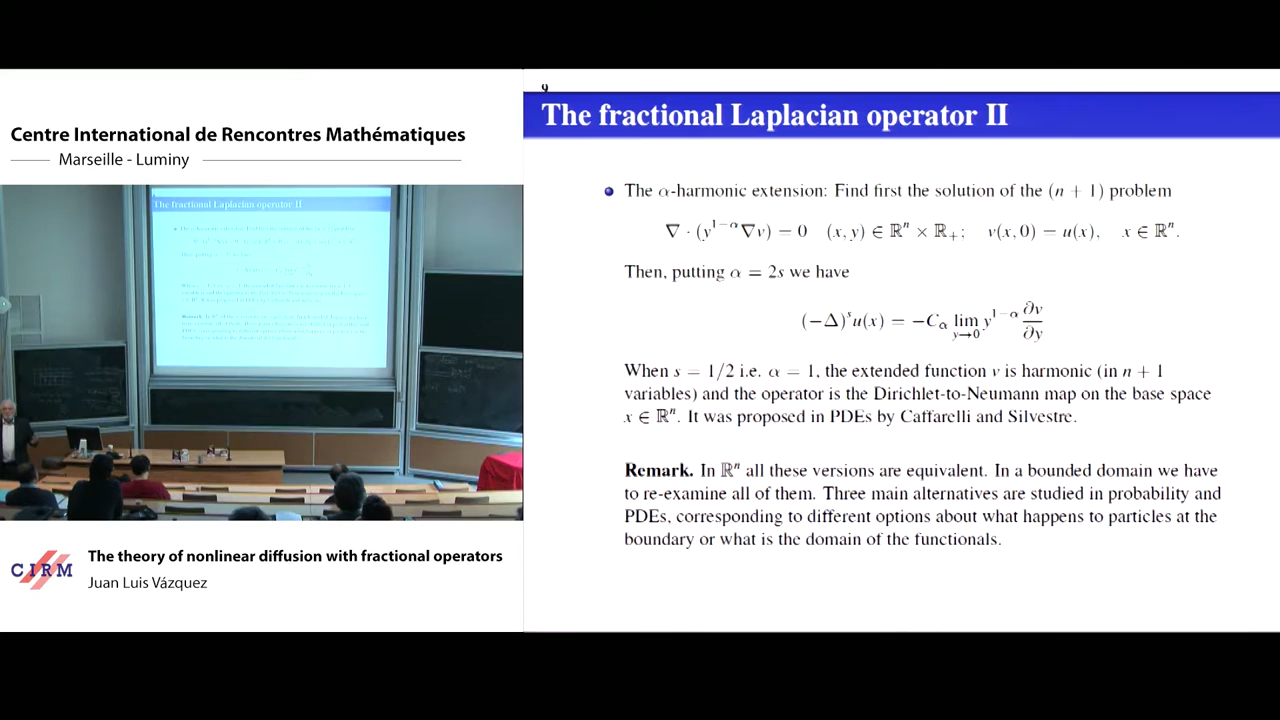 Centre International de Rencontres Mathématiques
Marseille - Luminy
The fractional Laplacian operator II
CIRM
The theory of nonlinear diffusion with fractional operators
Juan Luis Vázquez
9
The fractional Laplacian operator II
The α-harmonic extension: Find first the solution of the (n + 1) problem
∇ · (y^{1−α}∇v) = 0 (x, y) ∈ ℝ^n × ℝ_+; v(x, 0) = u(x), x ∈ ℝ^n.
Then, putting α = 2s we have
(−Δ)^s u(x) = −C_α lim_{y→0} y^{1−α} ∂v/∂y
When s = 1/2 i.e. α = 1, the extended function v is harmonic (in n + 1
variables) and the operator is the Dirichlet-to-Neumann map on the base space
x ∈ ℝ^n. It was proposed in PDEs by Caffarelli and Silvestre.
Remark. In ℝ^n all these versions are equivalent. In a bounded domain we have
to re-examine all of them. Three main alternatives are studied in probability and
PDEs, corresponding to different options about what happens to particles at the
boundary or what is the domain of the functionals.